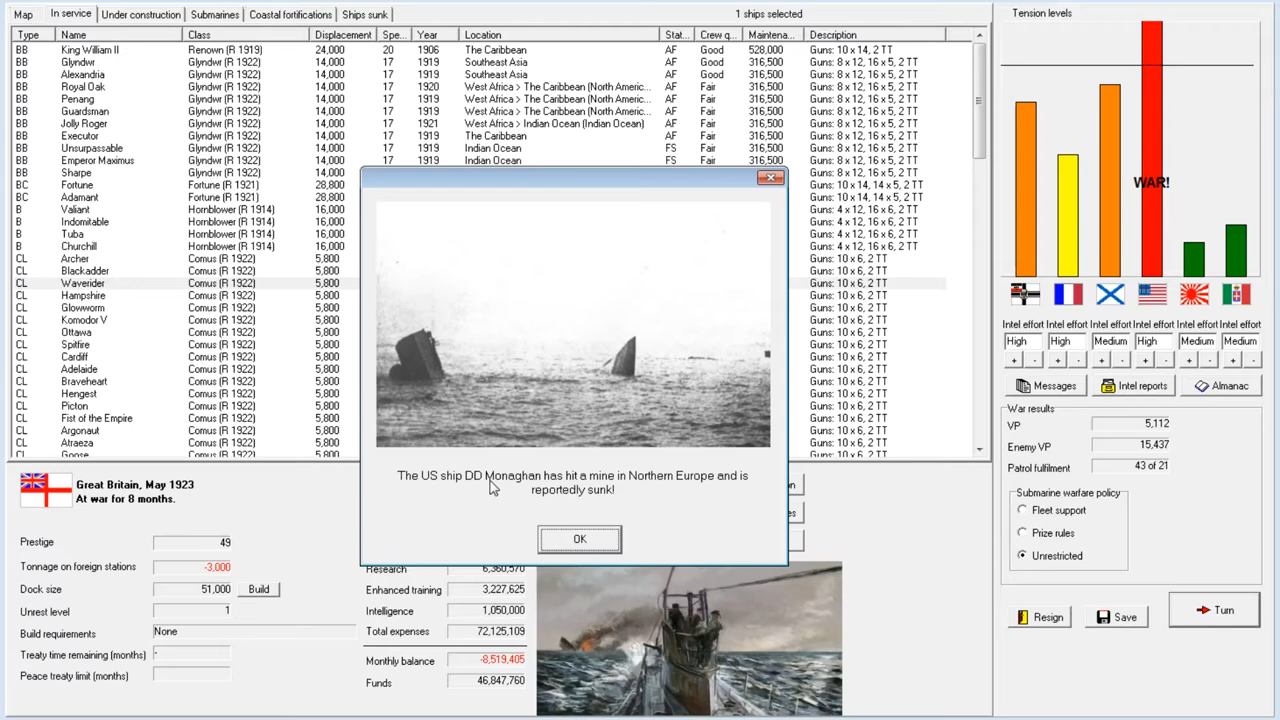 Map In service Under construction Submarines Coastal fortifications Ships sunk 1 ships selected
Type Name Class Displacement Spe... Year Location Stat... Crew q... Maintena... Description
BB King William II Renown (R 1919) 24,000 20 1906 The Caribbean AF Good 528,000 Guns: 10 x 14, 2 TT
BB Glyndwr Glyndwr (R 1922) 14,000 17 1919 Southeast Asia AF Good 316,500 Guns: 8 x 12, 16 x 5, 2 TT
BB Alexandria Glyndwr (R 1922) 14,000 17 1919 Southeast Asia AF Good 316,500 Guns: 8 x 12, 16 x 5, 2 TT
BB Royal Oak Glyndwr (R 1922) 14,000 17 1920 West Africa > The Caribbean (North Americ... AF Fair 316,500 Guns: 8 x 12, 16 x 5, 2 TT
BB Penang Glyndwr (R 1922) 14,000 17 1919 West Africa > The Caribbean (North Americ... AF Fair 316,500 Guns: 8 x 12, 16 x 5, 2 TT
BB Guardsman Glyndwr (R 1922) 14,000 17 1919 West Africa > The Caribbean (North Americ... AF Fair 316,500 Guns: 8 x 12, 16 x 5, 2 TT
BB Jolly Roger Glyndwr (R 1922) 14,000 17 1921 West Africa > Indian Ocean (Indian Ocean) AF Fair 316,500 Guns: 8 x 12, 16 x 5, 2 TT
BB Executor Glyndwr (R 1922) 14,000 17 1919 The Caribbean AF Fair 316,500 Guns: 8 x 12, 16 x 5, 2 TT
BB Unsurpassable Glyndwr (R 1922) 14,000 17 1919 Indian Ocean FS Fair 316,500 Guns: 8 x 12, 16 x 5, 2 TT
BB Emperor Maximus Glyndwr (R 1922) 14,000 17 1919 Indian Ocean FS Fair 316,500 Guns: 8 x 12, 16 x 5, 2 TT
BB Sharpe Glyndwr (R 1922) 14,000 Guns: 8 x 12, 16 x 5, 2 TT
BC Fortune Fortune (R 1921) 28,800 Guns: 10 x 14, 14 x 5, 2 TT
BC Adamant Fortune (R 1921) 28,800 Guns: 10 x 14, 14 x 5, 2 TT
B Valiant Hornblower (R 1914) 16,000 Guns: 4 x 12, 16 x 6, 2 TT
B Indomitable Hornblower (R 1914) 16,000 Guns: 4 x 12, 16 x 6, 2 TT
B Tuba Hornblower (R 1914) 16,000 Guns: 4 x 12, 16 x 6, 2 TT
B Churchill Hornblower (R 1914) 16,000 Guns: 4 x 12, 16 x 6, 2 TT
CL Archer Comus (R 1922) 5,800 Guns: 10 x 6, 2 TT
CL Blackadder Comus (R 1922) 5,800 Guns: 10 x 6, 2 TT
CL Waverider Comus (R 1922) 5,800 Guns: 10 x 6, 2 TT
CL Hampshire Comus (R 1922) 5,800 Guns: 10 x 6, 2 TT
CL Glowworm Comus (R 1922) 5,800 Guns: 10 x 6, 2 TT
CL Komodor V Comus (R 1922) 5,800 Guns: 10 x 6, 2 TT
CL Ottawa Comus (R 1922) 5,800 Guns: 10 x 6, 2 TT
CL Spitfire Comus (R 1922) 5,800 Guns: 10 x 6, 2 TT
CL Cardiff Comus (R 1922) 5,800 Guns: 10 x 6, 2 TT
CL Adelaide Comus (R 1922) 5,800 Guns: 10 x 6, 2 TT
CL Braveheart Comus (R 1922) 5,800 Guns: 10 x 6, 2 TT
CL Hengest Comus (R 1922) 5,800 Guns: 10 x 6, 2 TT
CL Picton Comus (R 1922) 5,800 Guns: 10 x 6, 2 TT
CL Fist of the Empire Comus (R 1922) 5,800 Guns: 10 x 6, 2 TT
CL Argonaut Comus (R 1922) 5,800 Guns: 10 x 6, 2 TT
CL Atraeza Comus (R 1922) 5,800 Guns: 10 x 6, 2 TT
CL Goose Comus (R 1922) 5,800 Guns: 10 x 6, 2 TT
The US ship DD Monaghan has hit a mine in Northern Europe and is
reportedly sunk!
OK
Great Britain, May 1923
At war for 8 months.
Prestige 49
Tonnage on foreign stations -3,000
Dock size 51,000 Build
Unrest level 1
Build requirements None
Treaty time remaining (months) -
Peace treaty limit (months)
Research 6,360,570
Enhanced training 3,227,625
Intelligence 1,050,000
Total expenses 72,125,109
Monthly balance -8,519,405
Funds 46,847,760
Tension levels
WAR!
Intel effort Intel effort Intel effort Intel effort Intel effort Intel effort
High High Medium High Medium Medium
+ - + - + - + - + - + -
Messages Intel reports Almanac
War results
VP 5,112
Enemy VP 15,437
Patrol fulfilment 43 of 21
Submarine warfare policy
Fleet support
Prize rules
Unrestricted
Resign Save Turn